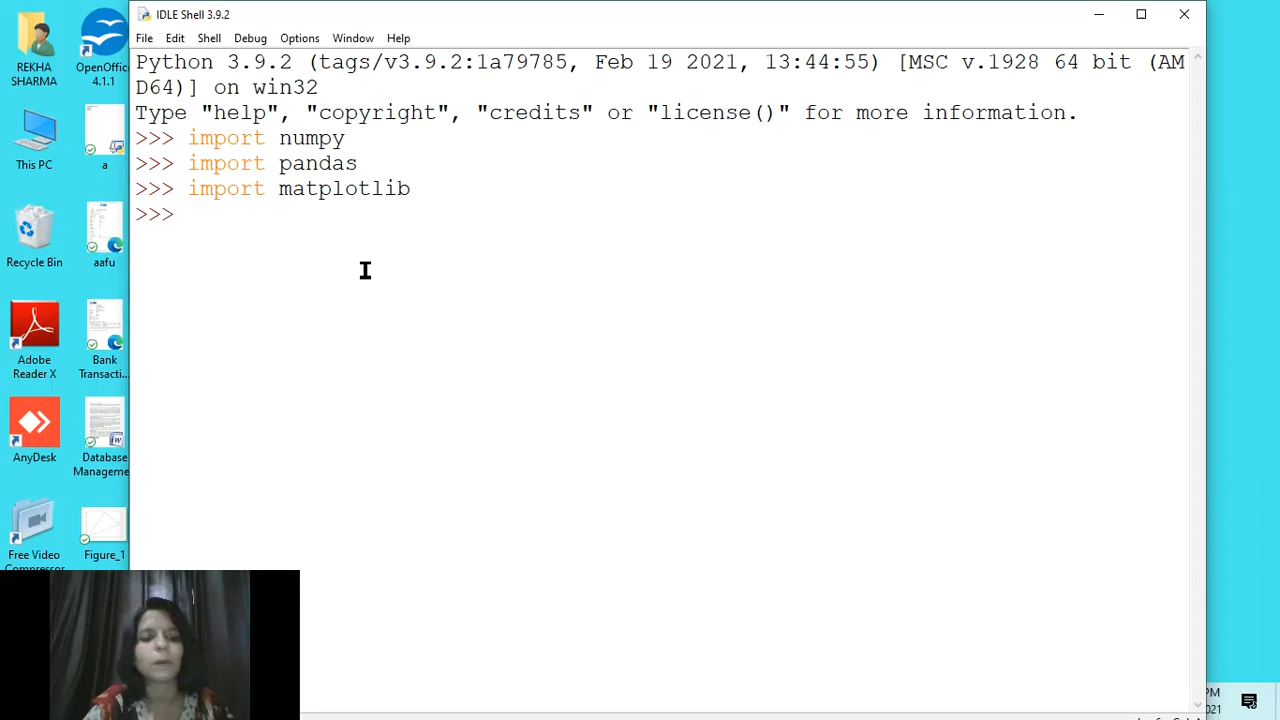 IDLE Shell 3.9.2
File Edit Shell Debug Options Window Help
Python 3.9.2 (tags/v3.9.2:1a79785, Feb 19 2021, 13:44:55) [MSC v.1928 64 bit (AM
D64)] on win32
Type "help", "copyright", "credits" or "license()" for more information.
>>> import numpy
>>> import pandas
>>> import matplotlib
>>>
REKHA
SHARMA
OpenOffic
4.1.1
This PC
a
Recycle Bin
aafu
Adobe
Reader X
Bank
Transacti...
AnyDesk
Database
Manageme
Free Video
Compressor
Figure_1
PM
2021